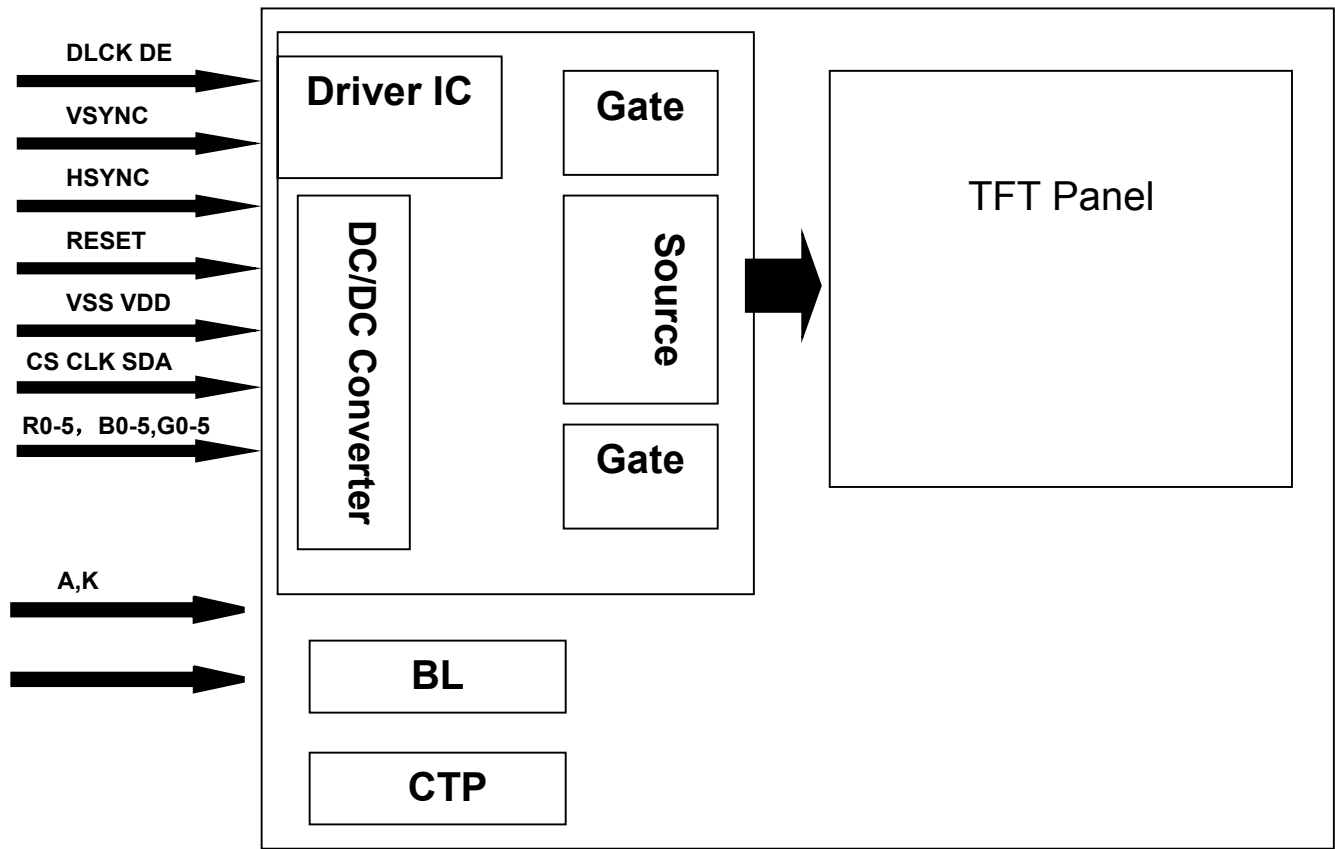 DLCK DE
VSYNC
HSYNC
RESET
VSS VDD
CS CLK SDA
R0-5，B0-5,G0-5
A,K
Driver IC
DC/DC Converter
Gate
Source
Gate
BL
CTP
TFT Panel